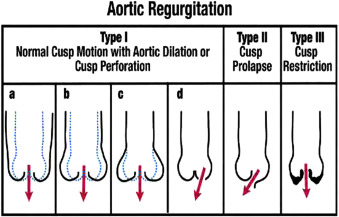 Aortic Regurgitation
Type I
Normal Cusp Motion with Aortic Dilation or
Cusp Perforation
Type II
Cusp
Prolapse
Type III
Cusp
Restriction
a
b
c
d